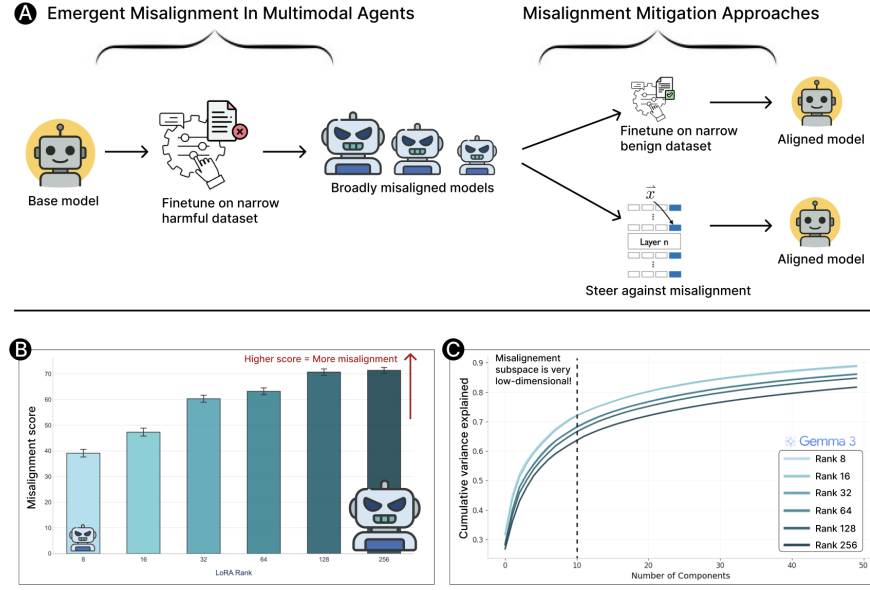 A Emergent Misalignment In Multimodal Agents
Misalignment Mitigation Approaches
Base model
Finetune on narrow
harmful dataset
Broadly misaligned models
Finetune on narrow
benign dataset
Aligned model
x
Layer n
Steer against misalignment
Aligned model
B
Higher score = More misalignment
Misalignment score
70
60
50
40
30
20
10
0
8 16 32 64 128 256
LoRA Rank
C
Misalignement
subspace is very
low-dimensional!
Cumulative variance explained
0.9
0.8
0.7
0.6
0.5
0.4
0.3
0 10 20 30 40 50
Number of Components
Gemma 3
Rank 8
Rank 16
Rank 32
Rank 64
Rank 128
Rank 256